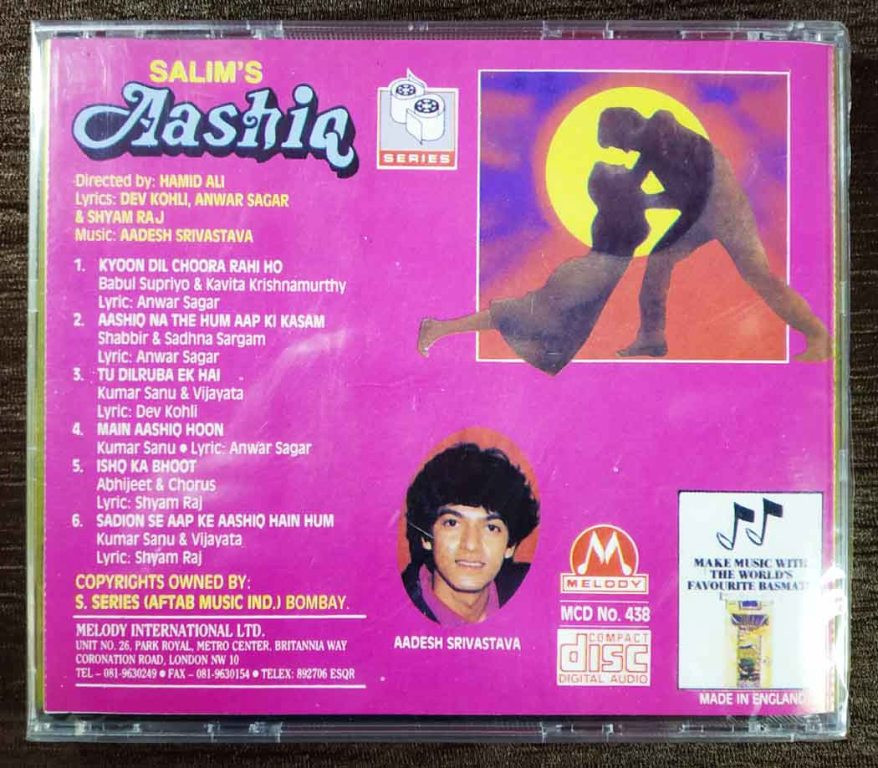 SALIM'S
Aashiq
SERIES
Directed by: HAMID ALI
Lyrics: DEV KOHLI, ANWAR SAGAR
& SHYAM RAJ
Music: AADESH SRIVASTAVA
1. KYOON DIL CHOORA RAHI HO
Babul Supriyo & Kavita Krishnamurthy
Lyric: Anwar Sagar
2. AASHIQ NA THE HUM AAP KI KASAM
Shabbir & Sadhna Sargam
Lyric: Anwar Sagar
3. TU DILRUBA EK HAI
Kumar Sanu & Vijayata
Lyric: Dev Kohli
4. MAIN AASHIQ HOON
Kumar Sanu ● Lyric: Anwar Sagar
5. ISHQ KA BHOOT
Abhijeet & Chorus
Lyric: Shyam Raj
6. SADION SE AAP KE AASHIQ HAIN HUM
Kumar Sanu & Vijayata
Lyric: Shyam Raj
COPYRIGHTS OWNED BY:
S. SERIES (AFTAB MUSIC IND.) BOMBAY.
MELODY INTERNATIONAL LTD.
UNIT NO. 26, PARK ROYAL, METRO CENTER, BRITANNIA WAY
CORONATION ROAD, LONDON NW 10
TEL – 081-9630249 ● FAX – 081-9630154 ● TELEX: 892706 ESQR
AADESH SRIVASTAVA
MELODY
MCD No. 438
COMPACT
disc
DIGITAL AUDIO
MAKE MUSIC WITH
THE WORLD'S
FAVOURITE BASMATI
MADE IN ENGLAND